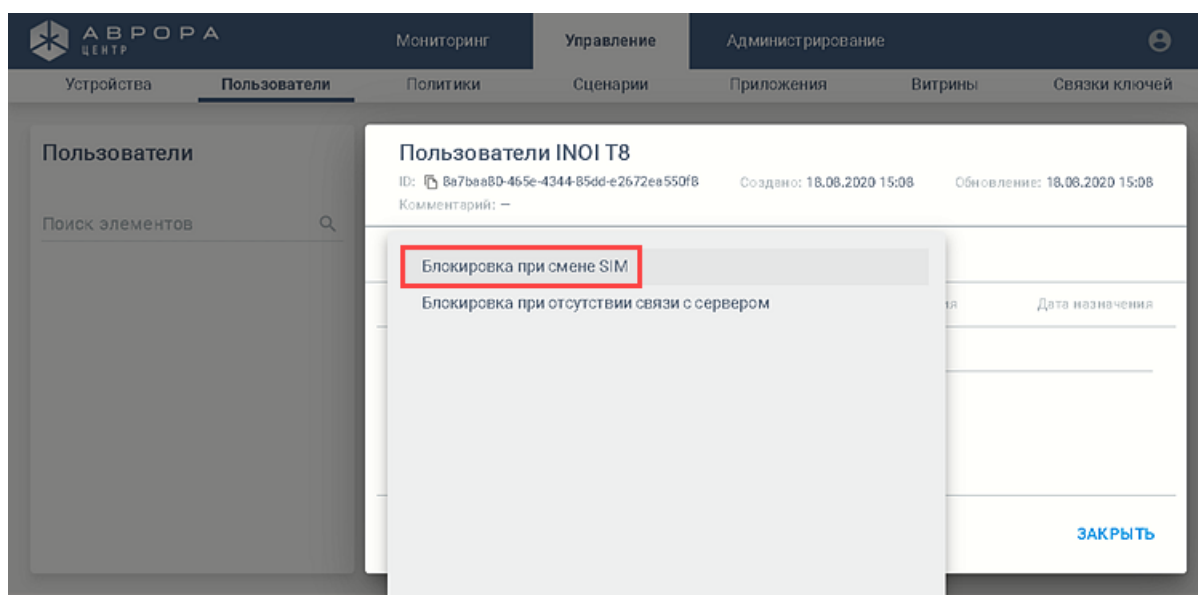 АВРОРА
ЦЕНТР
Мониторинг
Управление
Администрирование
Устройства
Пользователи
Политики
Сценарии
Приложения
Витрины
Связки ключей
Пользователи
Поиск элементов
Пользователи INOI T8
ID: 8a7baa80-465e-4344-85dd-e2672ea550f8 Создано: 18.08.2020 15:08 Обновление: 18.08.2020 15:08
Комментарий: —
Блокировка при смене SIM
Блокировка при отсутствии связи с сервером
ия
Дата назначения
ЗАКРЫТЬ